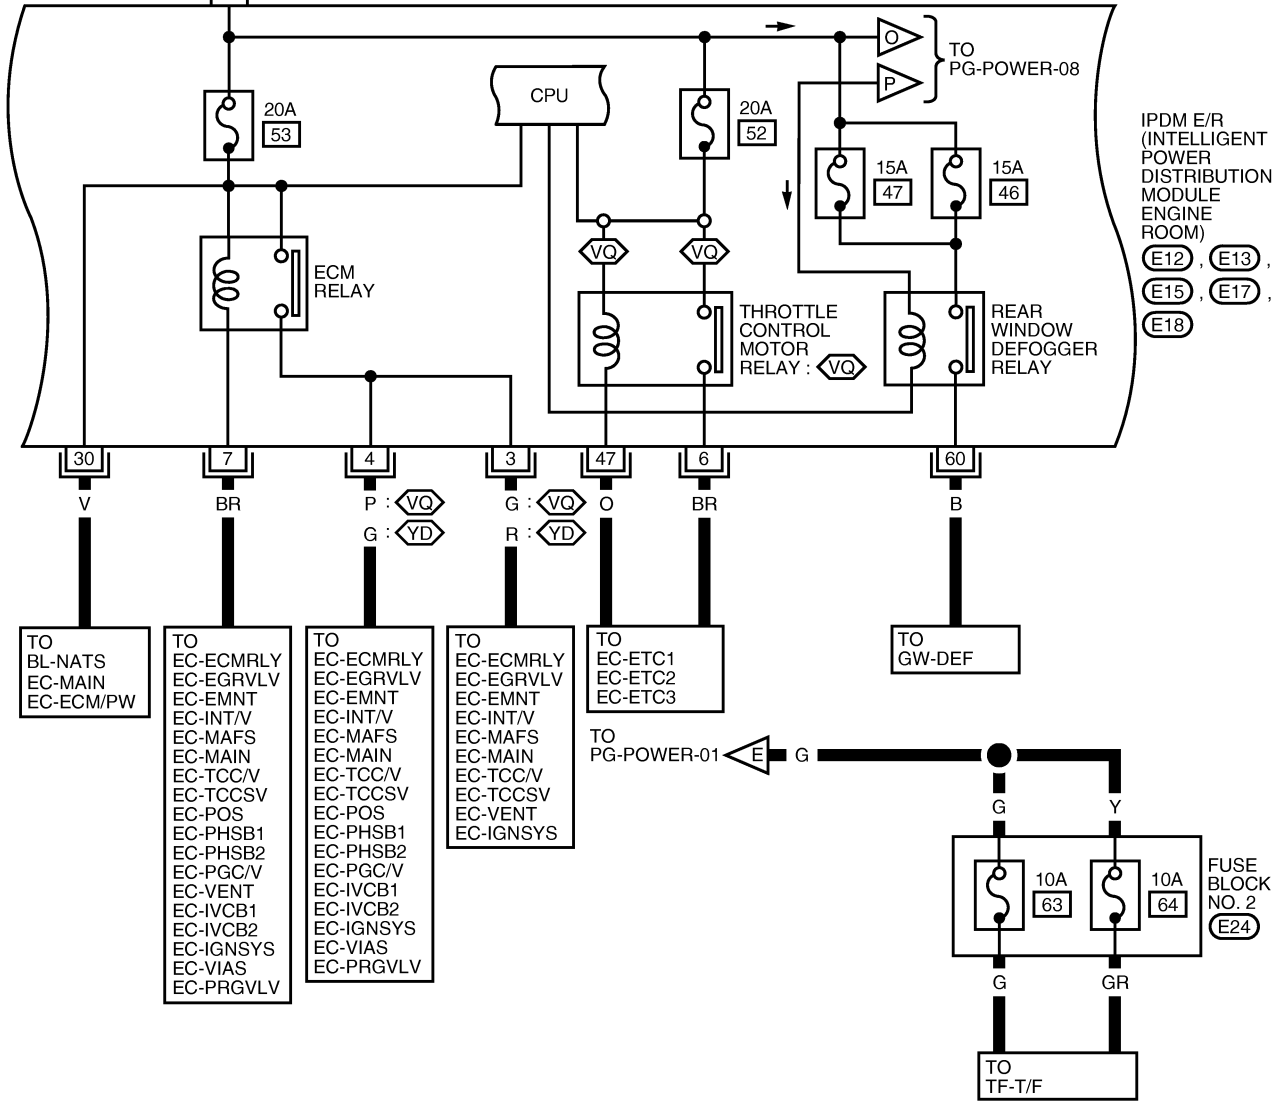 O
TO
PG-POWER-08
P
CPU
20A
53
20A
52
15A
47
15A
46
IPDM E/R
(INTELLIGENT
POWER
DISTRIBUTION
MODULE
ENGINE
ROOM)
E12 , E13 ,
E15 , E17 ,
E18
VQ
VQ
ECM
RELAY
THROTTLE
CONTROL
MOTOR
RELAY : VQ
REAR
WINDOW
DEFOGGER
RELAY
30
7
4
3
47
6
60
V
BR
P : VQ
G : YD
G : VQ
R : YD
O
BR
B
TO
BL-NATS
EC-MAIN
EC-ECM/PW
TO
EC-ECMRLY
EC-EGRVLV
EC-EMNT
EC-INT/V
EC-MAFS
EC-MAIN
EC-TCC/V
EC-TCCSV
EC-POS
EC-PHSB1
EC-PHSB2
EC-PGC/V
EC-VENT
EC-IVCB1
EC-IVCB2
EC-IGNSYS
EC-VIAS
EC-PRGVLV
TO
EC-ECMRLY
EC-EGRVLV
EC-EMNT
EC-INT/V
EC-MAFS
EC-MAIN
EC-TCC/V
EC-TCCSV
EC-POS
EC-PHSB1
EC-PHSB2
EC-PGC/V
EC-IVCB1
EC-IVCB2
EC-IGNSYS
EC-VIAS
EC-PRGVLV
TO
EC-ECMRLY
EC-EGRVLV
EC-EMNT
EC-INT/V
EC-MAFS
EC-MAIN
EC-TCC/V
EC-TCCSV
EC-VENT
EC-IGNSYS
TO
EC-ETC1
EC-ETC2
EC-ETC3
TO
GW-DEF
TO
PG-POWER-01
E
G
G
Y
10A
63
10A
64
FUSE
BLOCK
NO. 2
E24
G
GR
TO
TF-T/F